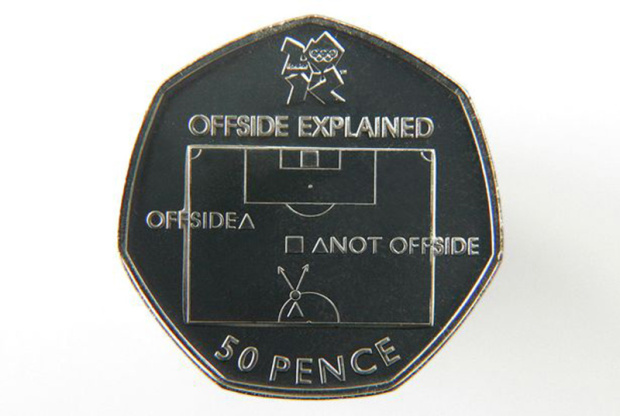 OFFSIDE EXPLAINED
OFFSIDE
NOT OFFSIDE
50 PENCE